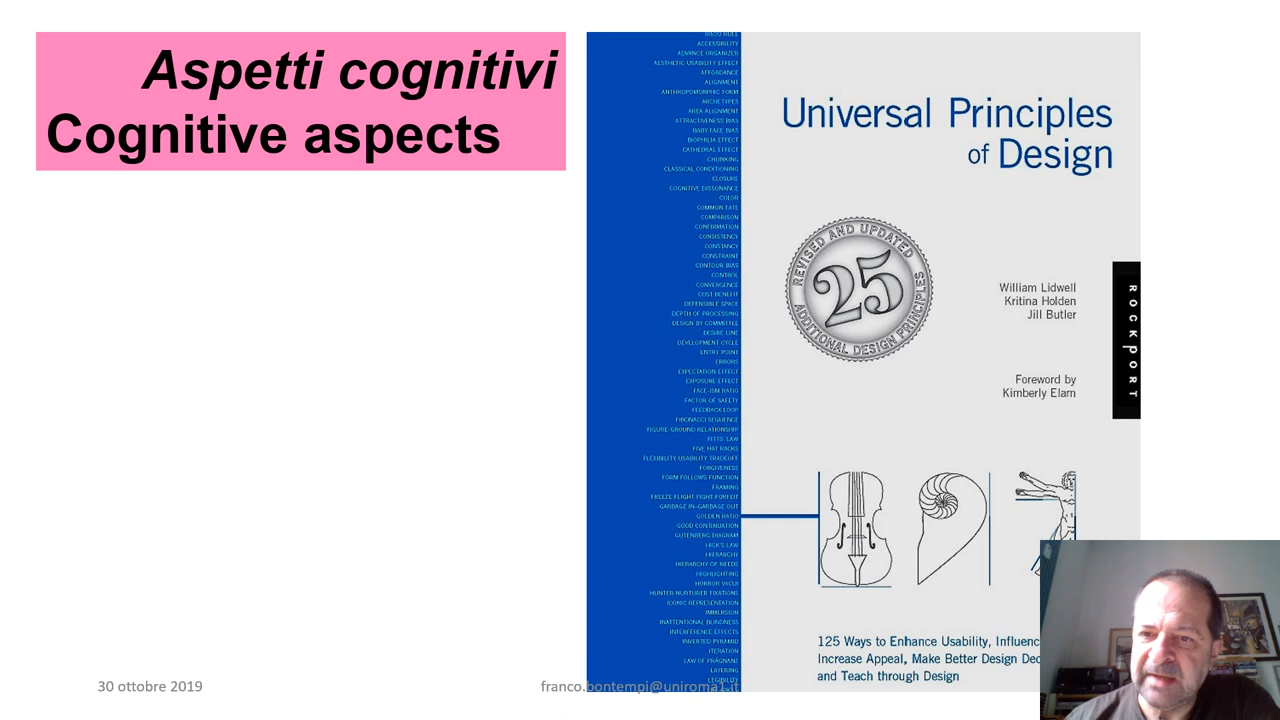 Aspetti cognitivi
Cognitive aspects
ACCESSIBILITY
ADVANCE ORGANIZER
AESTHETIC-USABILITY EFFECT
AFFORDANCE
ALIGNMENT
ANTHROPOMORPHIC FORM
ARCHETYPES
AREA ALIGNMENT
ATTRACTIVENESS BIAS
BABY-FACE BIAS
BIOPHILIA EFFECT
CATHEDRAL EFFECT
CHUNKING
CLASSICAL CONDITIONING
CLOSURE
COGNITIVE DISSONANCE
COLOR
COMMON FATE
COMPARISON
CONFIRMATION
CONSISTENCY
CONSTANCY
CONSTRAINT
CONTOUR BIAS
CONTROL
CONVERGENCE
COST-BENEFIT
DEFENSIBLE SPACE
DEPTH OF PROCESSING
DESIGN BY COMMITTEE
DESIRE LINE
DEVELOPMENT CYCLE
ENTRY POINT
ERRORS
EXPECTATION EFFECT
EXPOSURE EFFECT
FACE-ISM RATIO
FACTOR OF SAFETY
FEEDBACK LOOP
FIBONACCI SEQUENCE
FIGURE-GROUND RELATIONSHIP
FITTS' LAW
FIVE HAT RACKS
FLEXIBILITY-USABILITY TRADEOFF
FORGIVENESS
FORM FOLLOWS FUNCTION
FRAMING
FREEZE-FLIGHT-FIGHT-FORFEIT
GARBAGE IN-GARBAGE OUT
GOLDEN RATIO
GOOD CONTINUATION
GUTENBERG DIAGRAM
HICK'S LAW
HIERARCHY
HIERARCHY OF NEEDS
HIGHLIGHTING
HORROR VACUI
HUNTER-NURTURER FIXATIONS
ICONIC REPRESENTATION
IMMERSION
INATTENTIONAL BLINDNESS
INTERFERENCE EFFECTS
INVERTED PYRAMID
ITERATION
LAW OF PRÄGNANZ
LAYERING
LEGIBILITY
Universal Principles
of Design
REVISED AND UPDATED
25
ADDITIONAL DESIGN PRINCIPLES
William Lidwell
Kritina Holden
Jill Butler
ROCKPORT
Foreword by
Kimberly Elam
125 Ways to Enhance Usability, Influenc
Increase Appeal, Make Better Design Dec
and Teach through Design
30 ottobre 2019
franco.bontempi@uniroma1.it